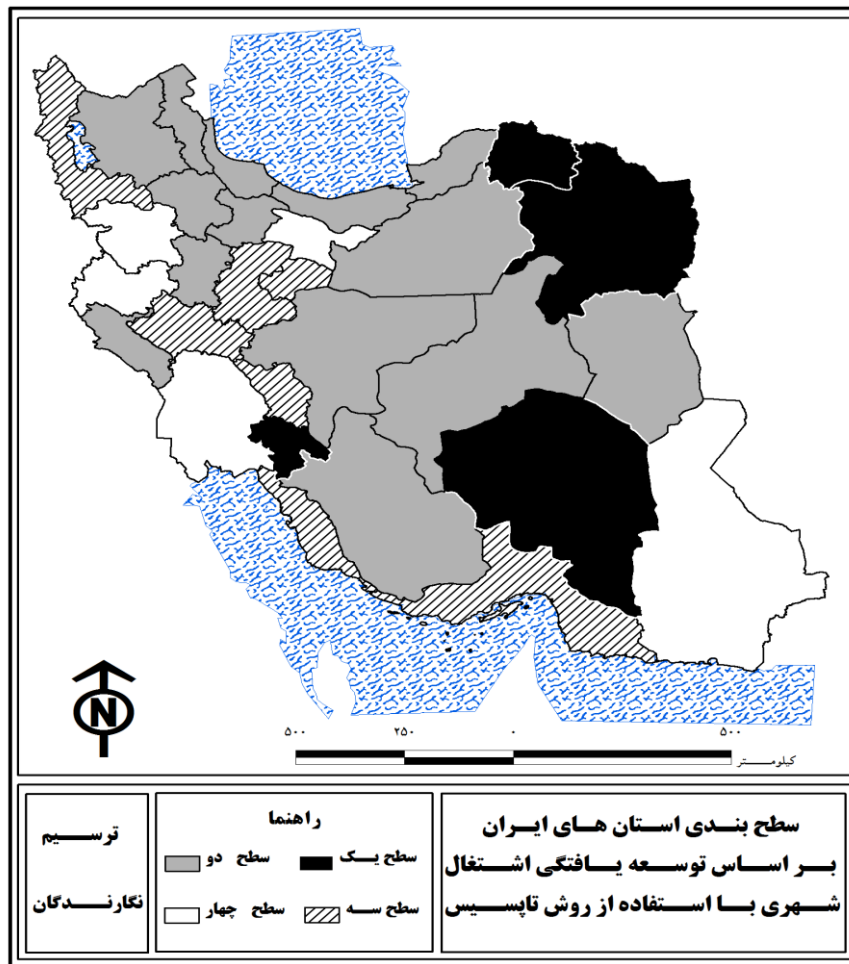 N
۵۰۰ ۲۵۰ ۰ ۵۰۰
کیلومتر
سطح بندی استان های ایران
بر اساس توسعه یافتگی اشتغال
شهری با استفاده از روش تاپسیس
راهنما
سطح یک سطح دو
سطح سه سطح چهار
ترسیم
نگارندگان